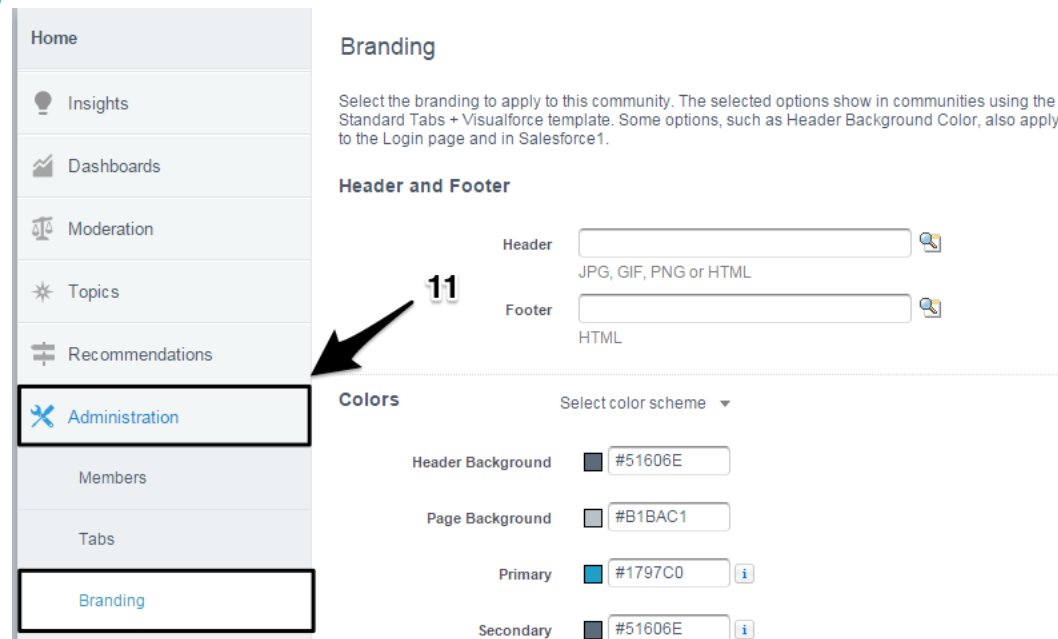 Home
Insights
Dashboards
Moderation
Topics
Recommendations
Administration
Members
Tabs
Branding
Branding
Select the branding to apply to this community. The selected options show in communities using the
Standard Tabs + Visualforce template. Some options, such as Header Background Color, also apply
to the Login page and in Salesforce1.
Header and Footer
Header
JPG, GIF, PNG or HTML
11
Footer
HTML
Colors Select color scheme
Header Background #51606E
Page Background #B1BAC1
Primary #1797C0 i
Secondary #51606E i